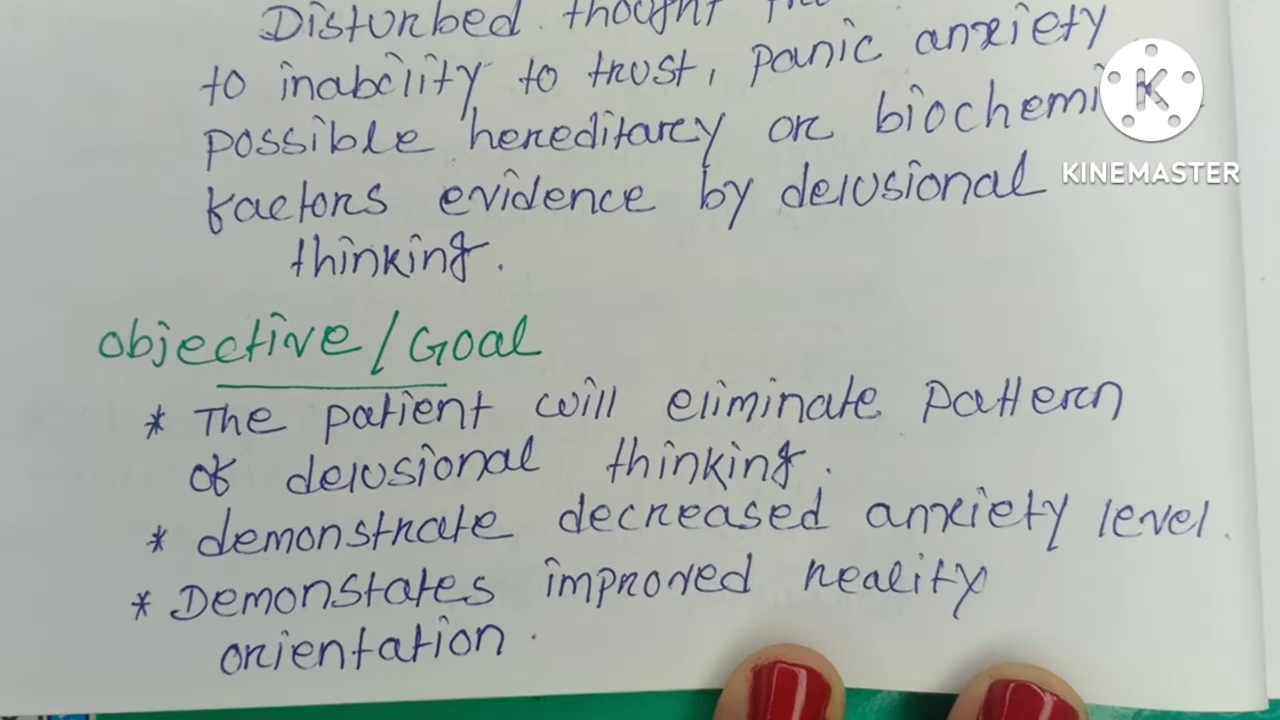 Disturbed thought
to inability to trust, panic anxiety
possible hereditary or
factors evidence by delusional
thinking.
KINEMASTER
objective/Goal
* The patient will eliminate pattern
of delusional thinking.
* demonstrate decreased anxiety level.
* Demonstates improved reality
orientation.